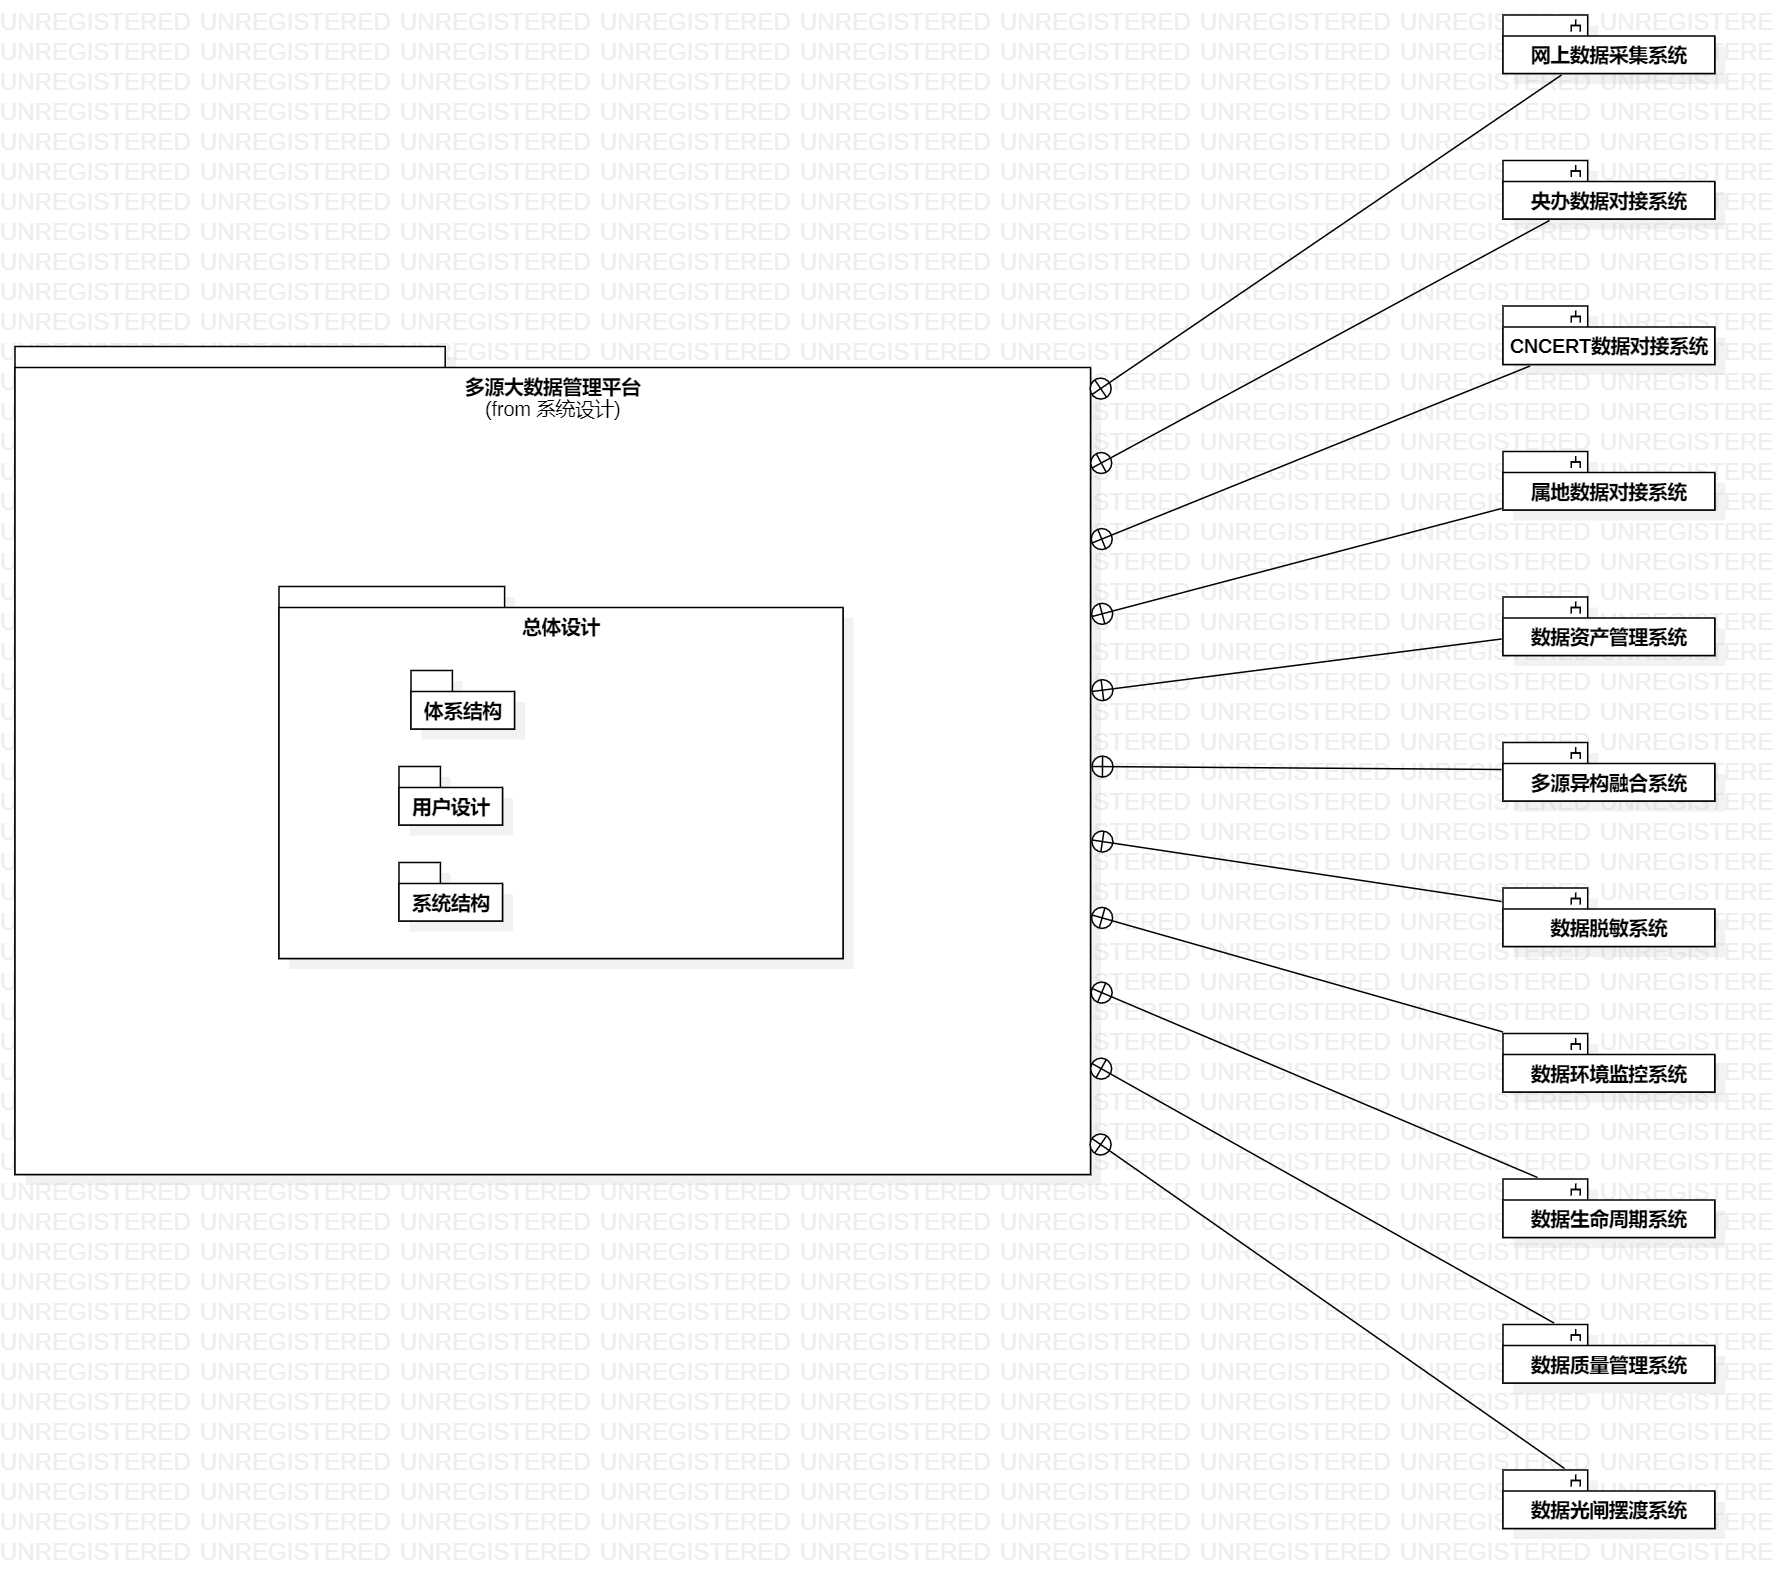 多源大数据管理平台
(from 系统设计)
总体设计
体系结构
用户设计
系统结构
网上数据采集系统
央办数据对接系统
CNCERT数据对接系统
属地数据对接系统
数据资产管理系统
多源异构融合系统
数据脱敏系统
数据环境监控系统
数据生命周期系统
数据质量管理系统
数据光闸摆渡系统
UNREGISTERED